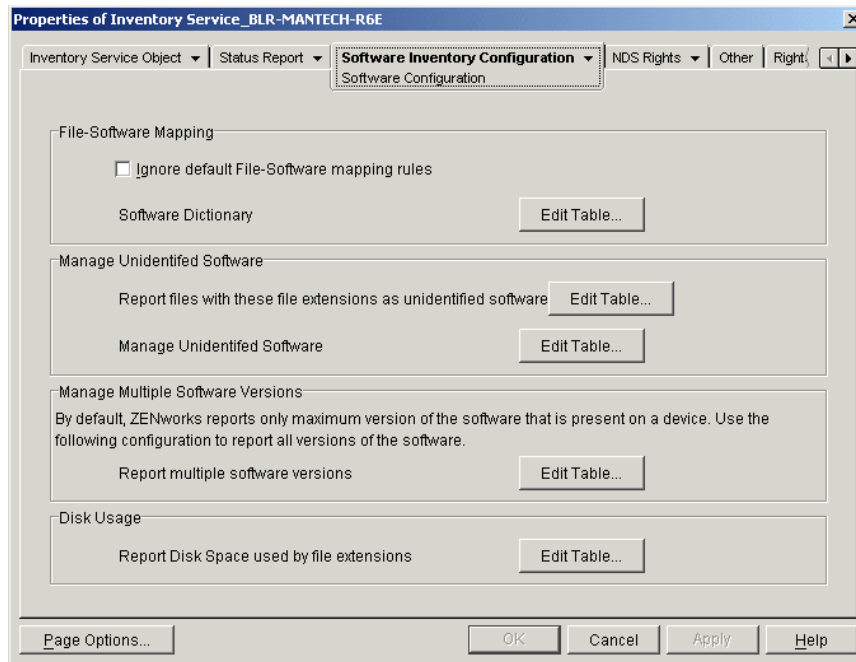 Properties of Inventory Service_BLR-MANTECH-R6E
Inventory Service Object
Status Report
Software Inventory Configuration
NDS Rights
Other
Right
Software Configuration
File-Software Mapping
Ignore default File-Software mapping rules
Software Dictionary
Edit Table...
Manage Unidentifed Software
Report files with these file extensions as unidentified software
Edit Table...
Manage Unidentifed Software
Edit Table...
Manage Multiple Software Versions
By default, ZENworks reports only maximum version of the software that is present on a device. Use the
following configuration to report all versions of the software.
Report multiple software versions
Edit Table...
Disk Usage
Report Disk Space used by file extensions
Edit Table...
Page Options...
OK
Cancel
Apply
Help